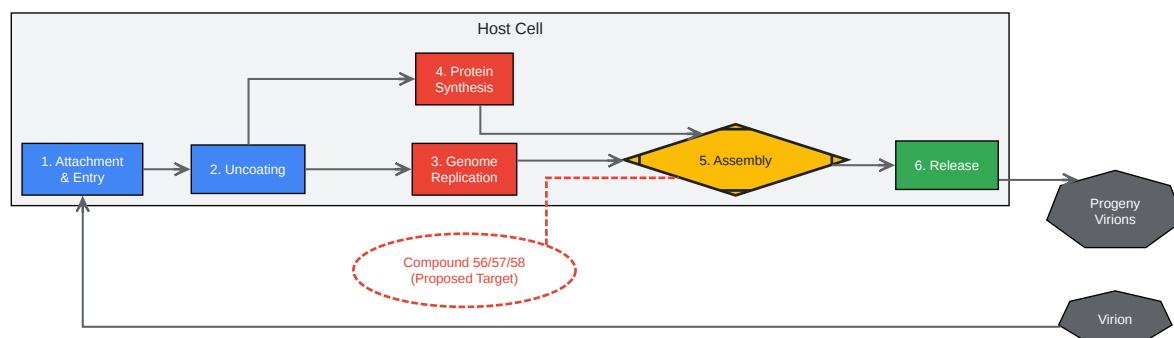 Host Cell
4. Protein
Synthesis
1. Attachment
& Entry
2. Uncoating
3. Genome
Replication
5. Assembly
6. Release
Progeny
Virions
Compound 56/57/58
(Proposed Target)
Virion